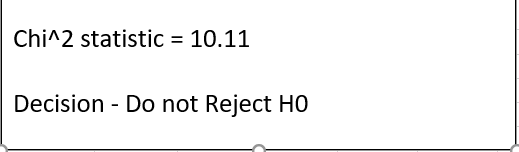 Chi^2 statistic = 10.11
Decision - Do not Reject H0